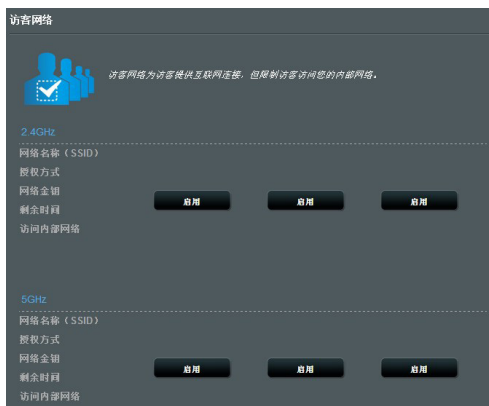 访客网络
访客网络为访客提供互联网连接，但限制访客访问您的内部网络。
2.4GHz
网络名称（SSID）
授权方式
网络金钥
剩余时间
访问内部网络
启用 启用 启用
5GHz
网络名称（SSID）
授权方式
网络金钥
剩余时间
访问内部网络
启用 启用 启用